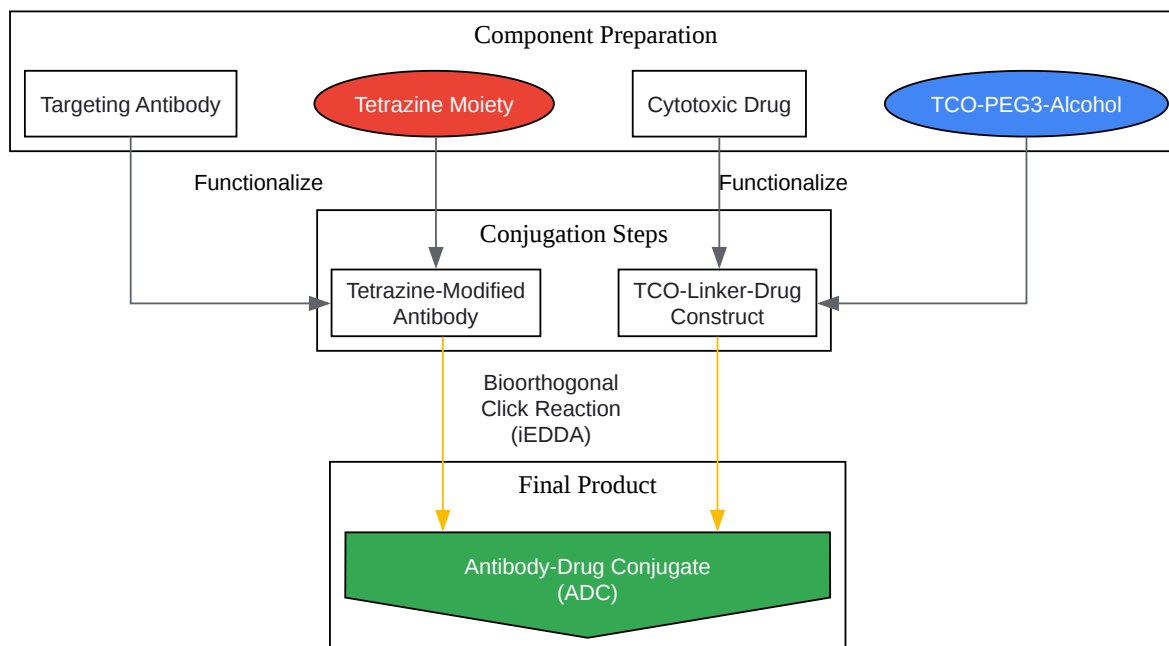 Component Preparation
Targeting Antibody
Tetrazine Moiety
Cytotoxic Drug
TCO-PEG3-Alcohol
Functionalize
Functionalize
Conjugation Steps
Tetrazine-Modified
Antibody
TCO-Linker-Drug
Construct
Bioorthogonal
Click Reaction
(iEDDA)
Final Product
Antibody-Drug Conjugate
(ADC)